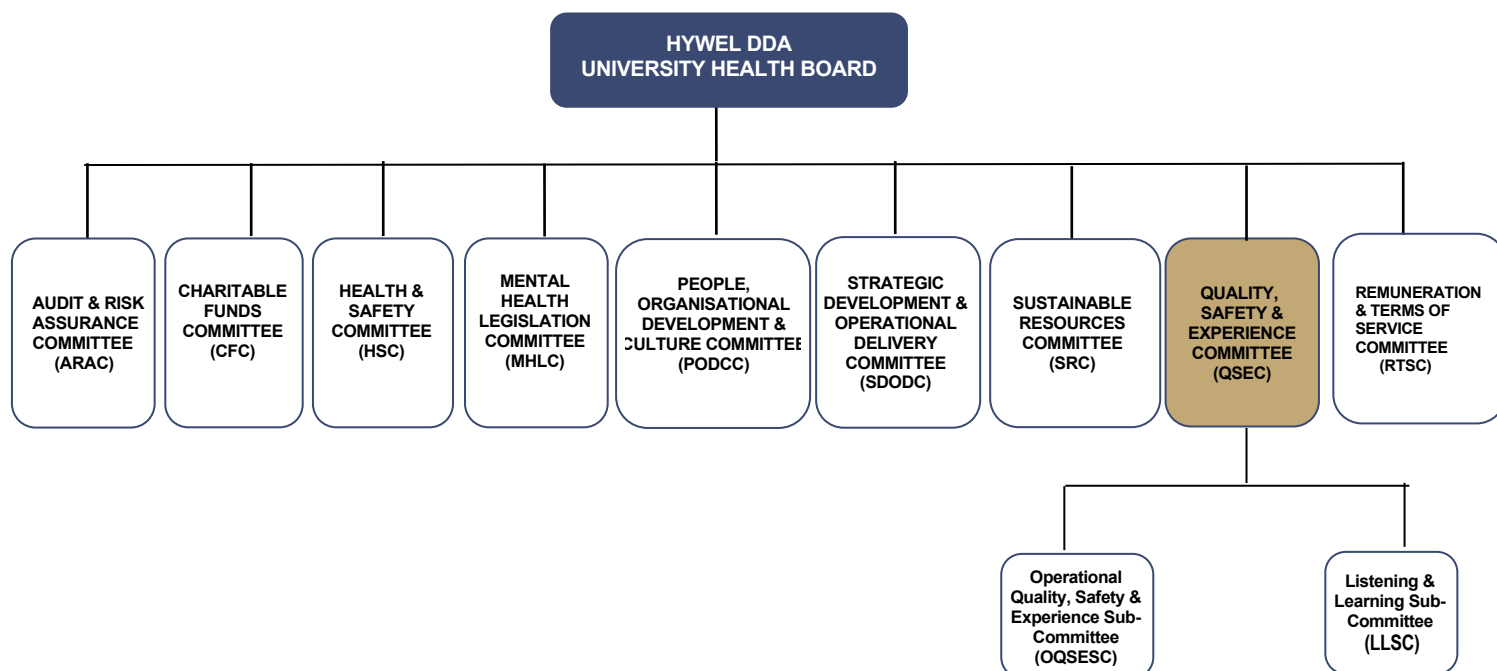 HYWEL DDA
UNIVERSITY HEALTH BOARD
AUDIT & RISK
ASSURANCE
COMMITTEE
(ARAC)
CHARITABLE
FUNDS
COMMITTEE
(CFC)
HEALTH &
SAFETY
COMMITTEE
(HSC)
MENTAL
HEALTH
LEGISLATION
COMMITTEE
(MHLC)
PEOPLE,
ORGANISATIONAL
DEVELOPMENT &
CULTURE COMMITTEE
(PODCC)
STRATEGIC
DEVELOPMENT &
OPERATIONAL
DELIVERY
COMMITTEE
(SDODC)
SUSTAINABLE
RESOURCES
COMMITTEE
(SRC)
QUALITY,
SAFETY &
EXPERIENCE
COMMITTEE
(QSEC)
REMUNERATION
& TERMS OF
SERVICE
COMMITTEE
(RTSC)
Operational
Quality, Safety &
Experience Sub-
Committee
(OQSESC)
Listening &
Learning Sub-
Committee
(LLSC)